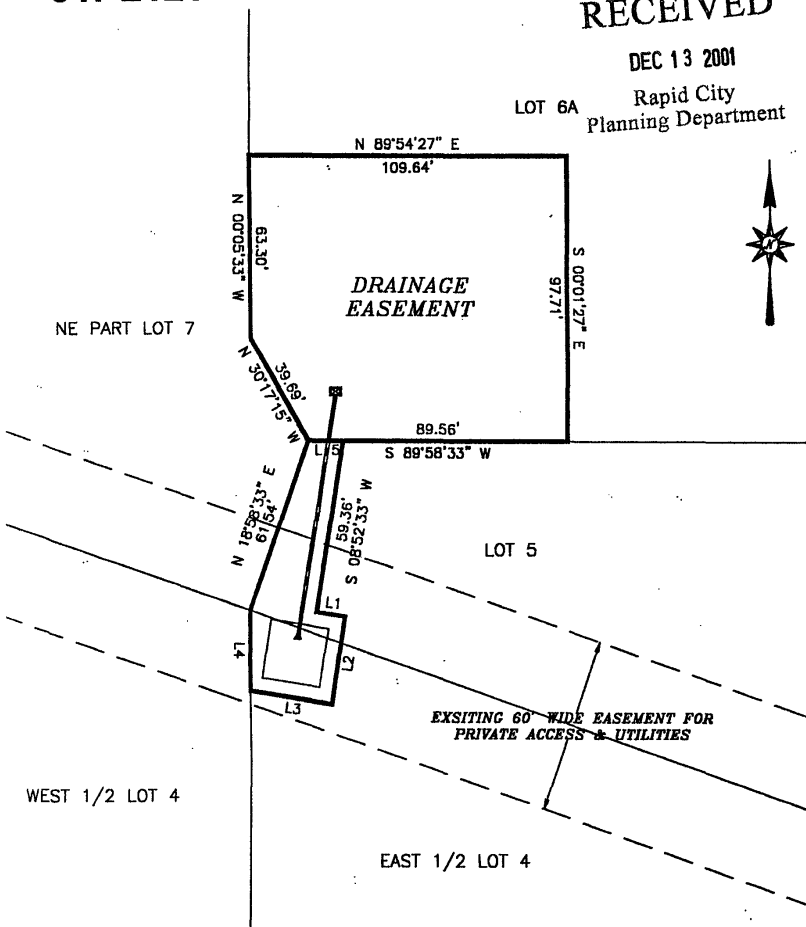 RECEIVED
DEC 13 2001
Rapid City
Planning Department
LOT 6A
N 89°54'27" E
109.64'
N 00°05'33" W
63.30'
S 00°01'27" E
97.71'
DRAINAGE
EASEMENT
N
NE PART LOT 7
39.69'
N 30°17'15" W
89.56'
S 89°58'33" W
L15
N 18°58'33" E
61.54'
59.36'
S 08°52'33" W
LOT 5
L1
L2
L4
L3
EXSITING 60' WIDE EASEMENT FOR
PRIVATE ACCESS & UTILITIES
WEST 1/2 LOT 4
EAST 1/2 LOT 4